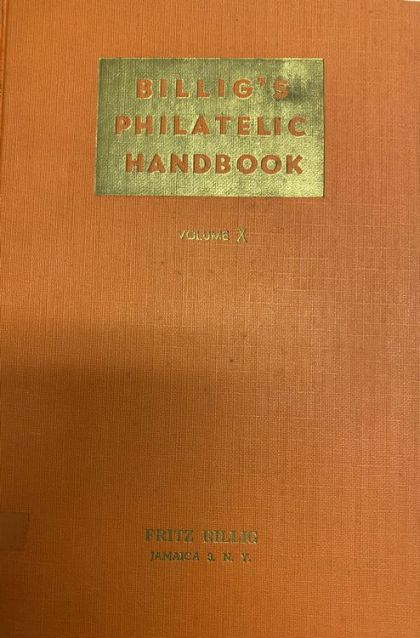 BILLIG'S
PHILATELIC
HANDBOOK
VOLUME X
FRITZ BILLIG
JAMAICA 3, N. Y.